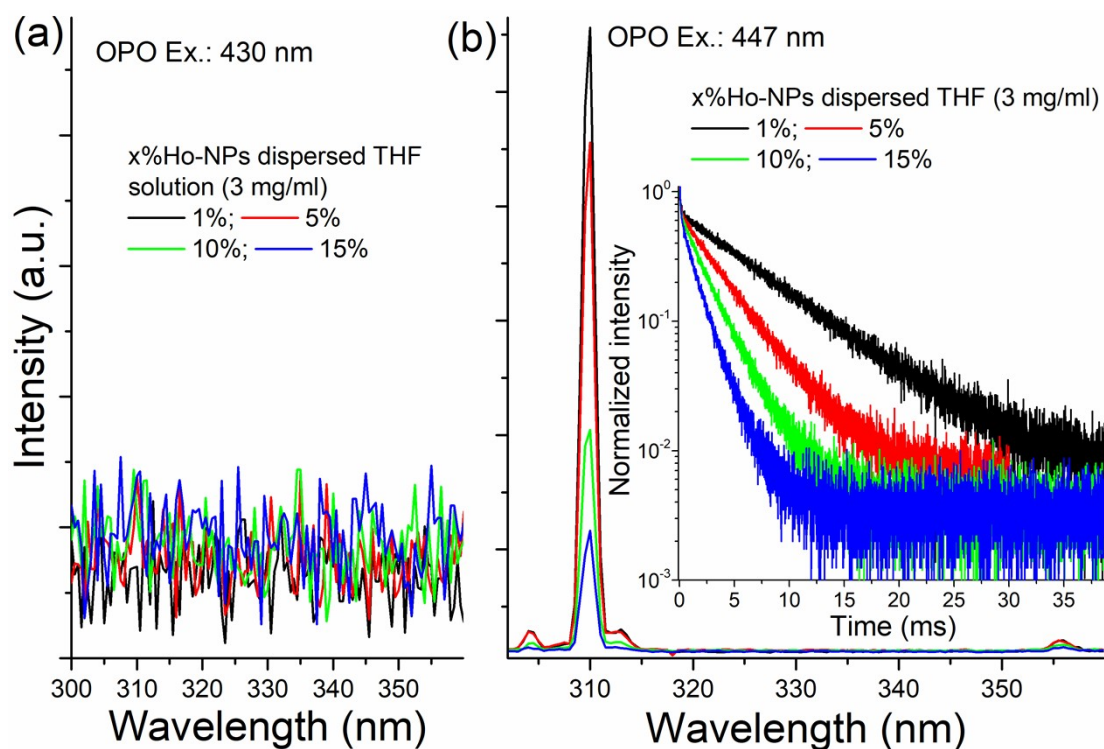 (a)
OPO Ex.: 430 nm
x%Ho-NPs dispersed THF
solution (3 mg/ml)
1%; 5%
10%; 15%
Intensity (a.u.)
300 310 320 330 340 350
Wavelength (nm)
(b)
OPO Ex.: 447 nm
x%Ho-NPs dispersed THF (3 mg/ml)
1%; 5%
10%; 15%
Normalized intensity
10⁰
10⁻¹
10⁻²
10⁻³
0 5 10 15 20 25 30 35
Time (ms)
310 320 330 340 350
Wavelength (nm)